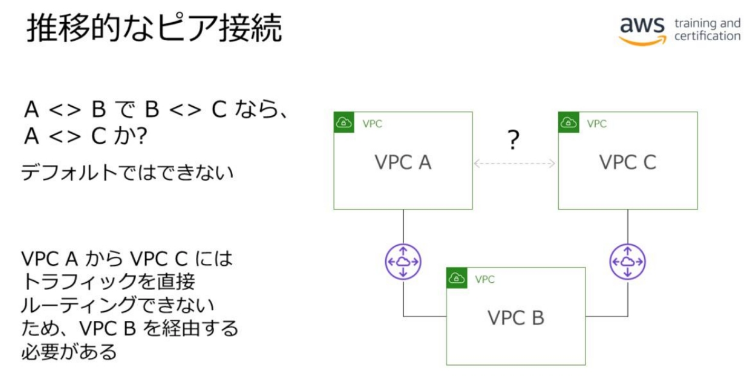 推移的なピア接続
aws training and
certification
A <> B で B <> C なら、
A <> C か?
デフォルトではできない
VPC A から VPC C には
トラフィックを直接
ルーティングできない
ため、VPC B を経由する
必要がある
VPC
VPC A
?
VPC
VPC C
VPC
VPC B